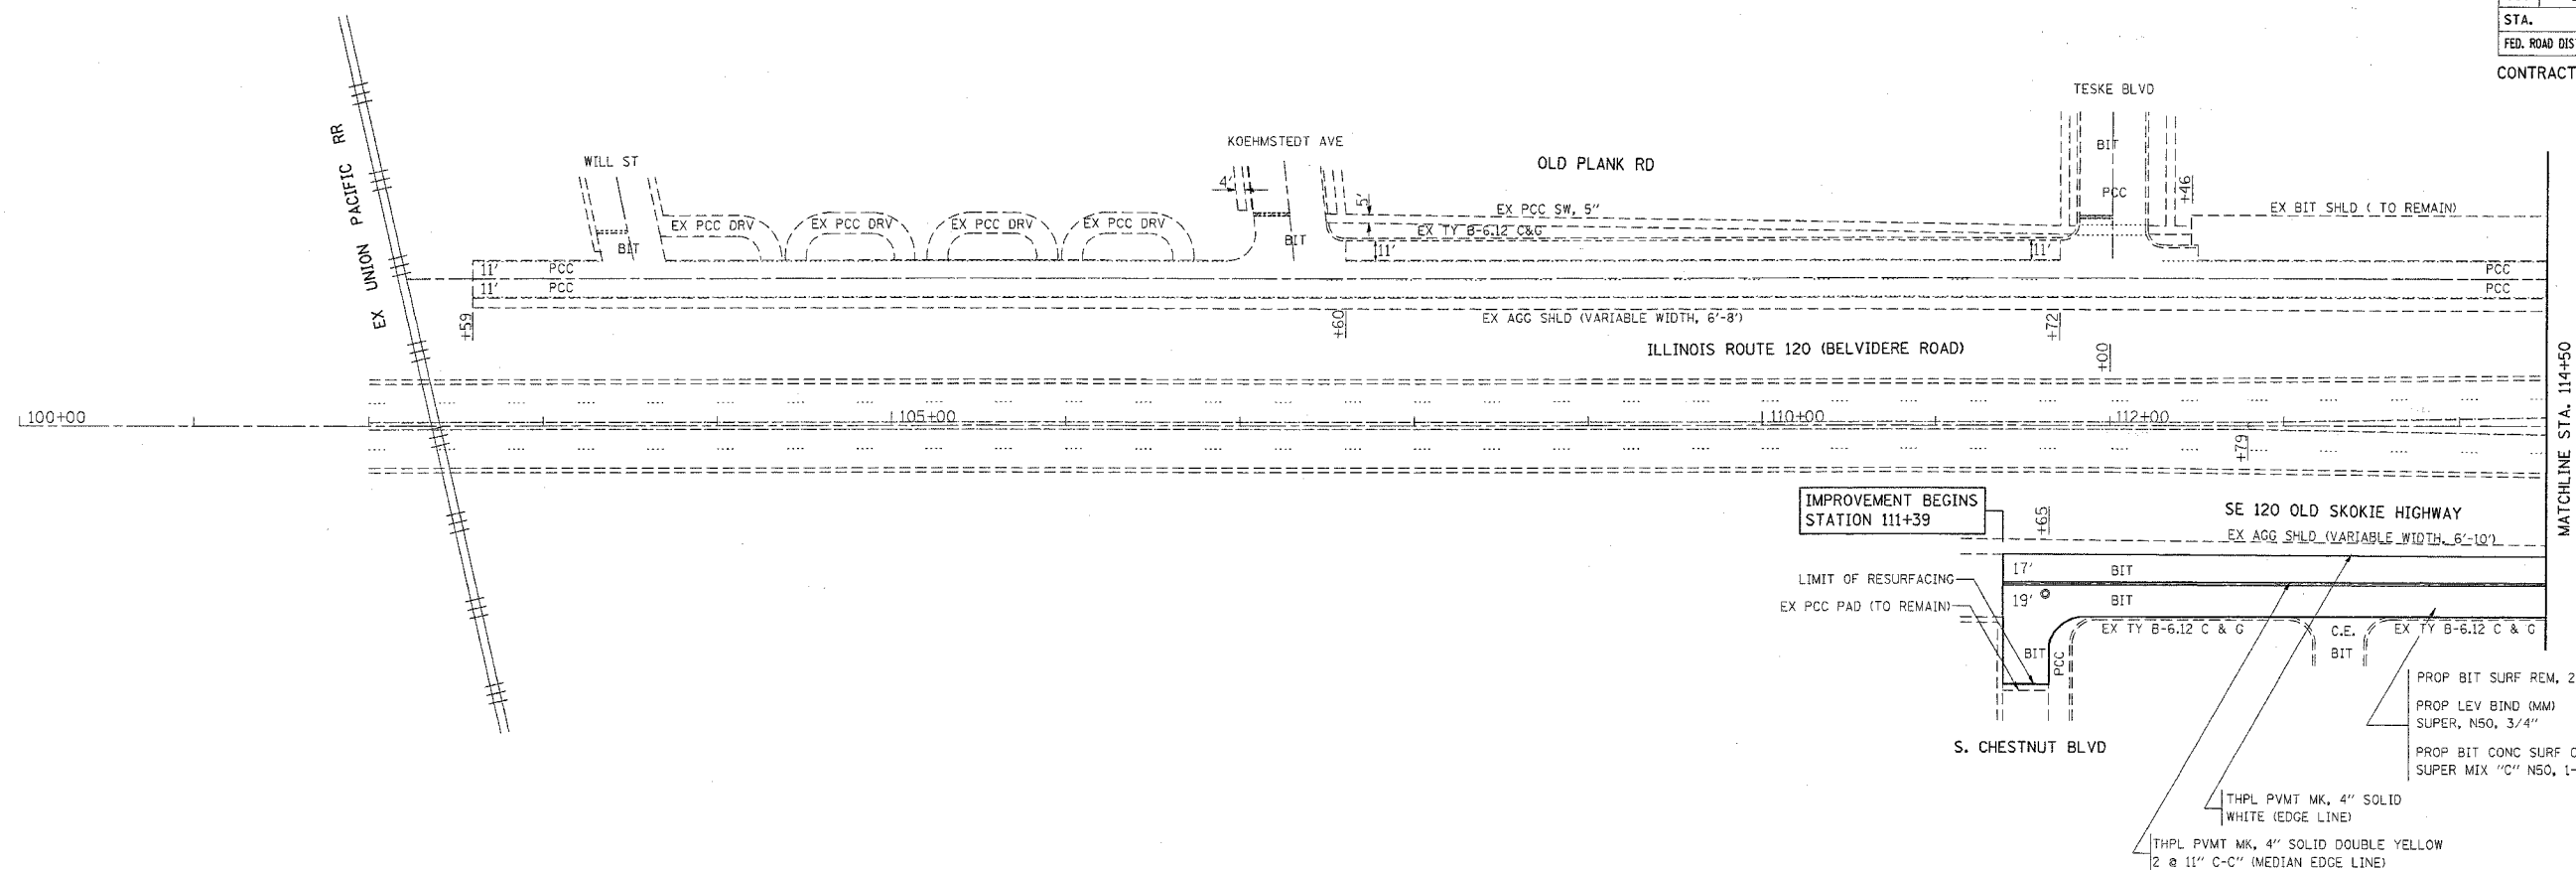 STA.
FED. ROAD DIS
CONTRACT
TESKE BLVD
KOEHMSTEDT AVE
WILL ST
OLD PLANK RD
EX UNION PACIFIC RR
BIT
PCC
+46
4'
5'
EX PCC SW, 5"
EX BIT SHLD ( TO REMAIN)
EX PCC DRV
EX PCC DRV
EX PCC DRV
EX PCC DRV
EX TY B-6.12 C&G
BIT
BIT
11'
11'
11' PCC
PCC
11' PCC
PCC
+59
+60
EX AGG SHLD (VARIABLE WIDTH, 6'-8')
+72
ILLINOIS ROUTE 120 (BELVIDERE ROAD)
+00
MATCHLINE STA. 114+50
100+00
105+00
110+00
112+00
+79
IMPROVEMENT BEGINS
STATION 111+39
+65
SE 120 OLD SKOKIE HIGHWAY
EX AGG SHLD (VARIABLE WIDTH, 6'-10')
LIMIT OF RESURFACING
17' BIT
EX PCC PAD (TO REMAIN)
19' BIT
EX TY B-6.12 C & G
C.E.
EX TY B-6.12 C & G
BIT
PCC
BIT
S. CHESTNUT BLVD
PROP BIT SURF REM, 2
PROP LEV BIND (MM)
SUPER, N50, 3/4"
PROP BIT CONC SURF C
SUPER MIX "C" N50, 1-
THPL PVMT MK, 4" SOLID
WHITE (EDGE LINE)
THPL PVMT MK, 4" SOLID DOUBLE YELLOW
2 @ 11" C-C" (MEDIAN EDGE LINE)